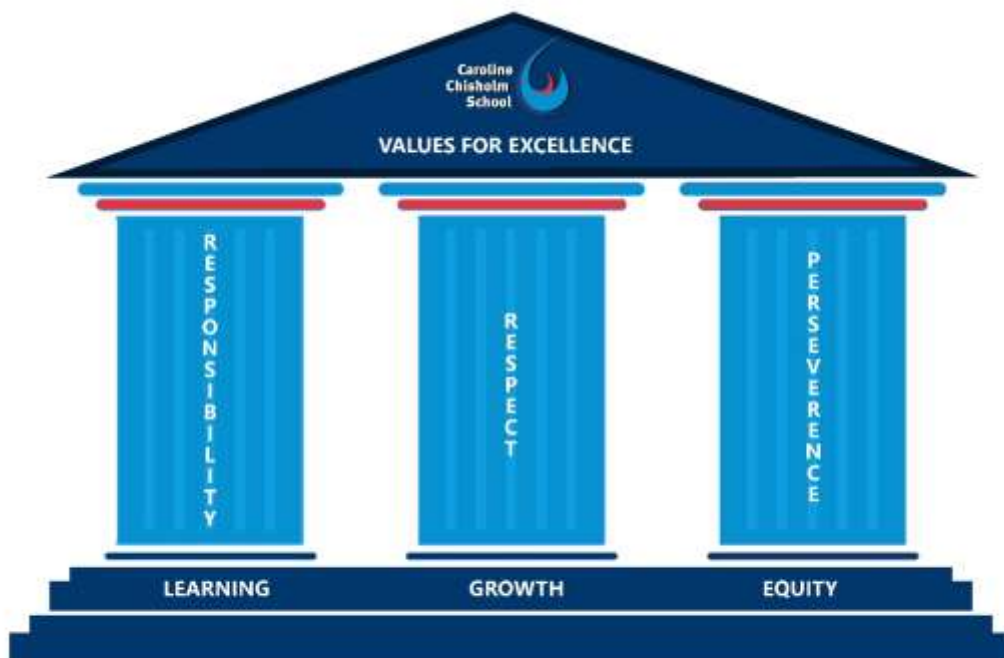 Caroline
Chisholm
School
VALUES FOR EXCELLENCE
RESPONSIBILITY
RESPECT
PERSEVERENCE
LEARNING
GROWTH
EQUITY